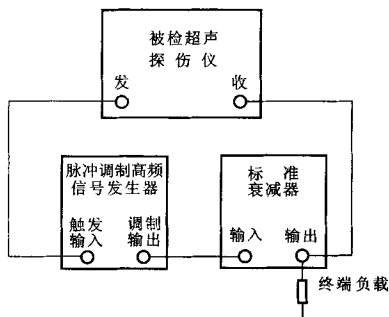 被检超声
探伤仪
发 收
脉冲调制高频
信号发生器
触发 调制
输入 输出
标准
衰减器
输入 输出
终端负载